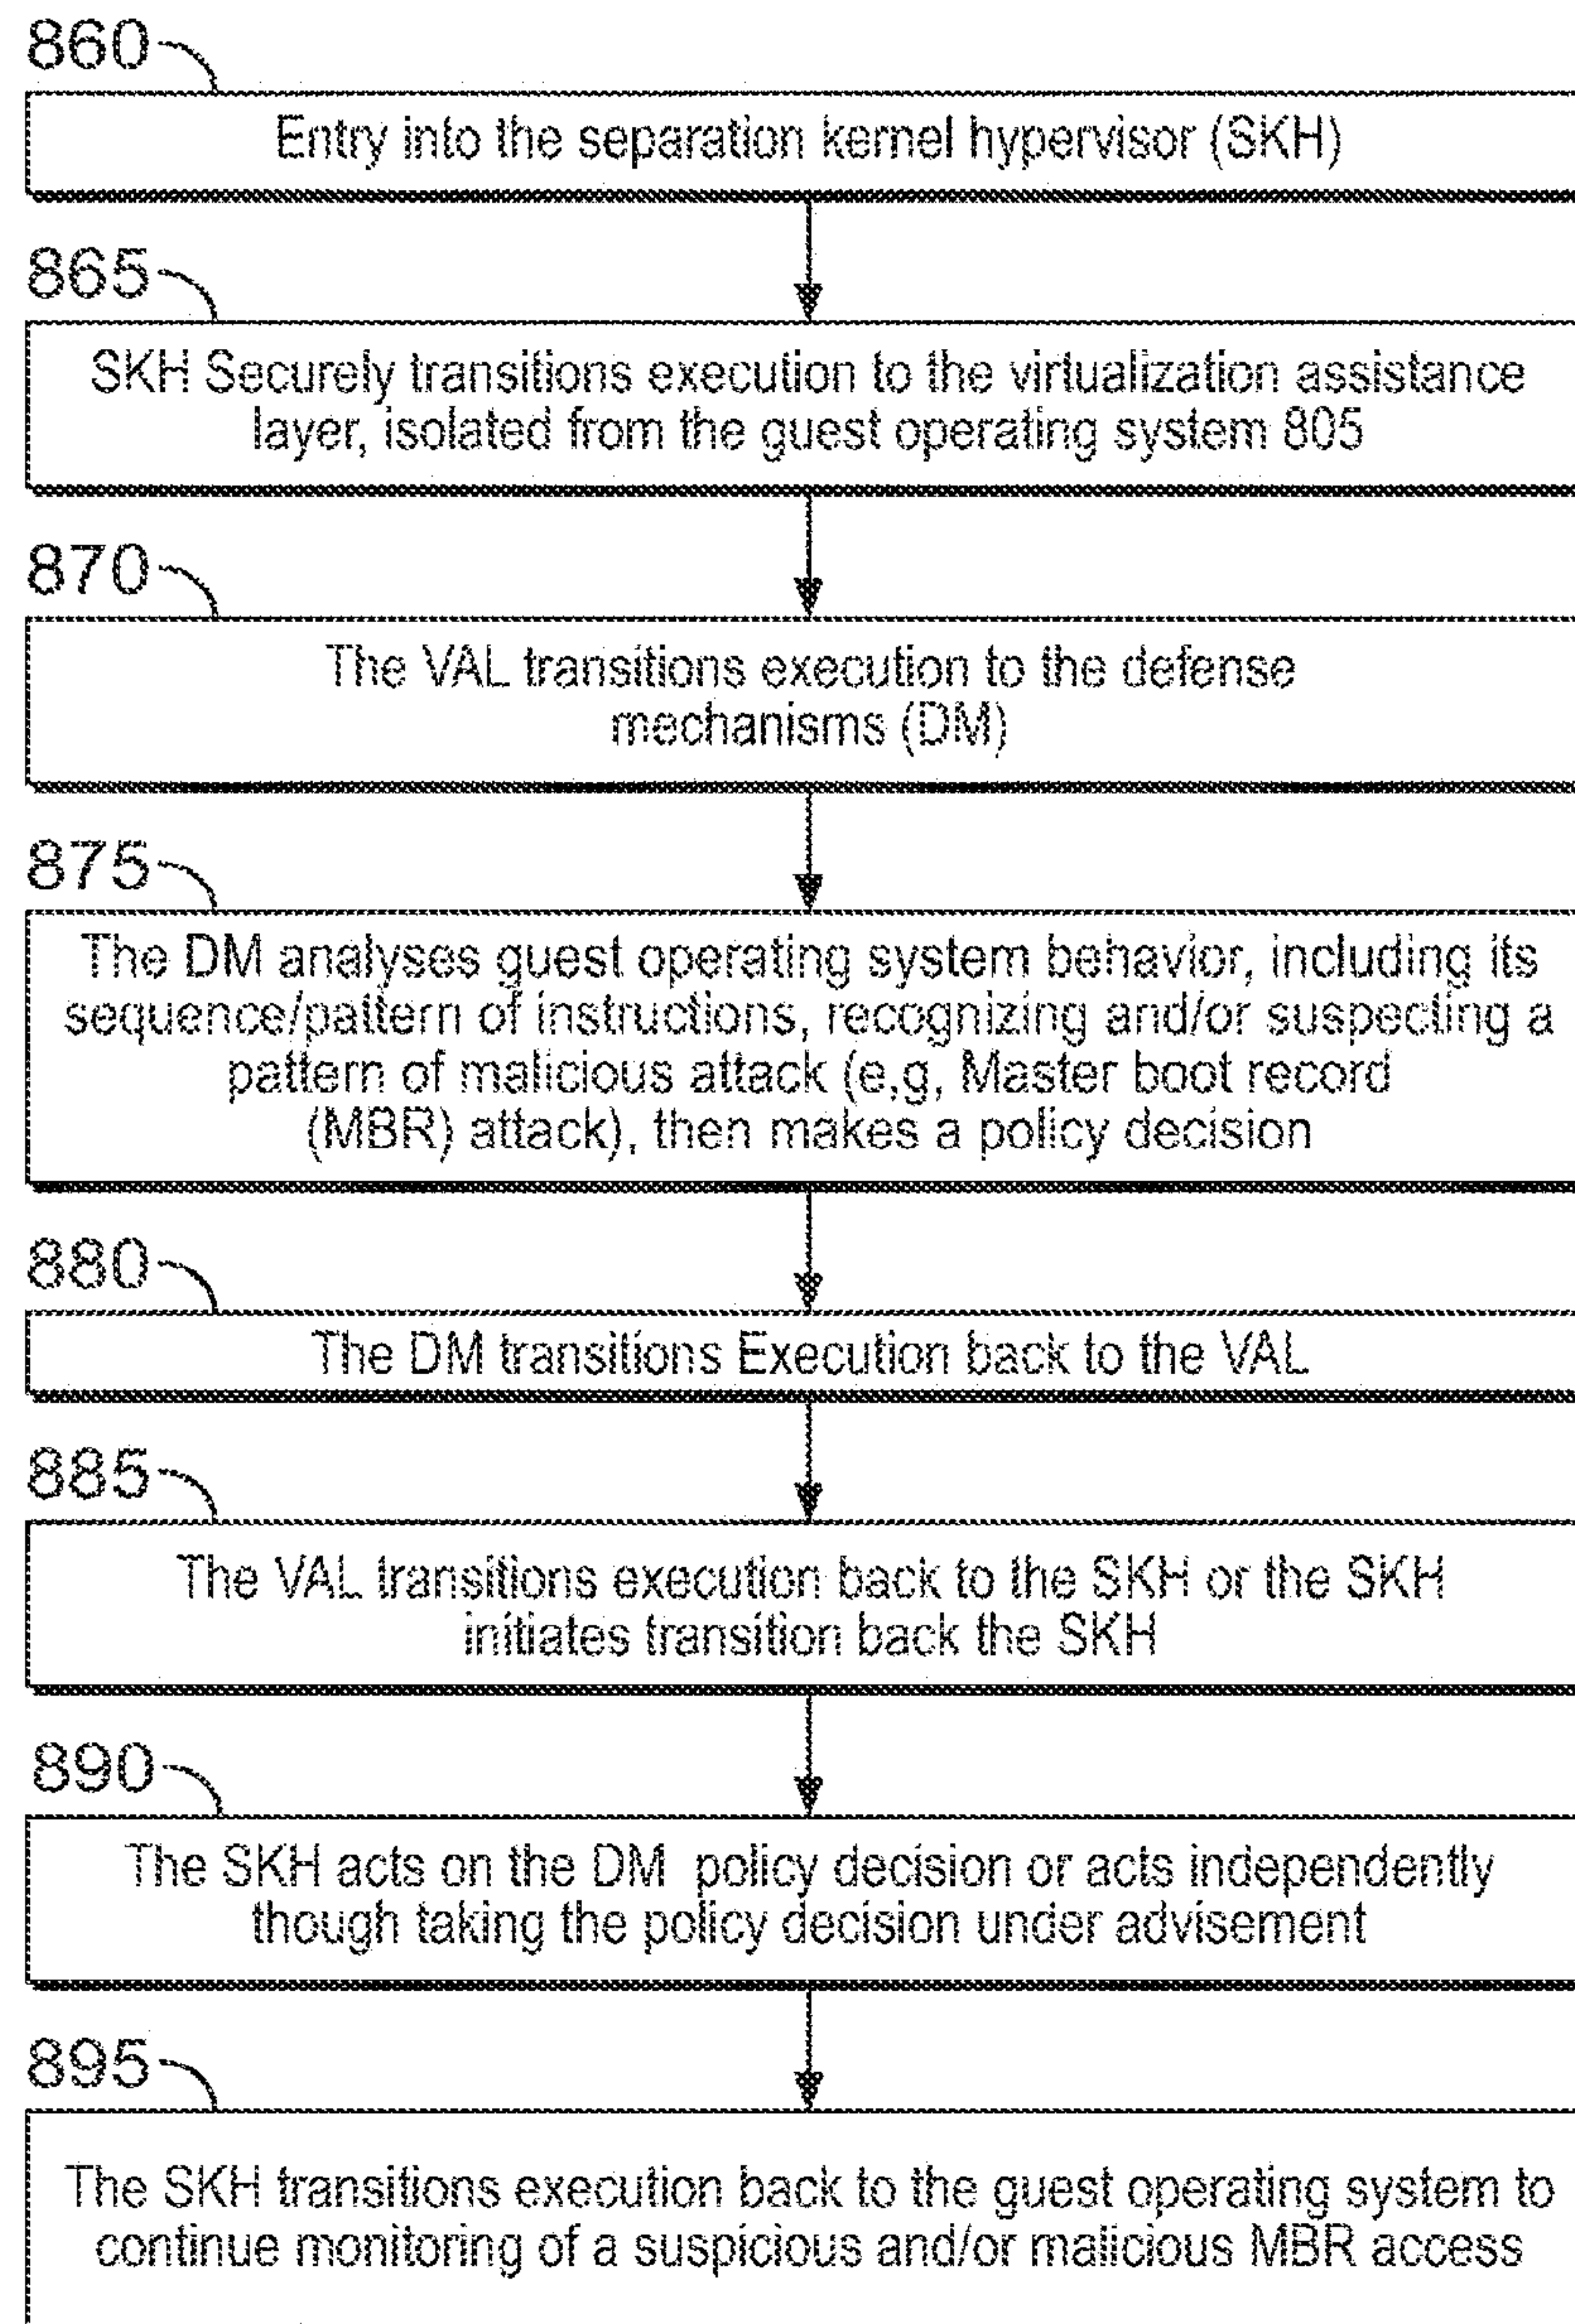 860
Entry into the separation kernel hypervisor (SKH)
865
SKH Securely transitions execution to the virtualization assistance
layer, isolated from the guest operating system 805
870
The VAL transitions execution to the defense
mechanisms (DM)
875
The DM analyses guest operating system behavior, including its
sequence/pattern of instructions, recognizing and/or suspecting a
pattern of malicious attack (e,g, Master boot record
(MBR) attack), then makes a policy decision
880
The DM transitions Execution back to the VAL
885
The VAL transitions execution back to the SKH or the SKH
initiates transition back the SKH
890
The SKH acts on the DM policy decision or acts independently
though taking the policy decision under advisement
895
The SKH transitions execution back to the guest operating system to
continue monitoring of a suspicious and/or malicious MBR access